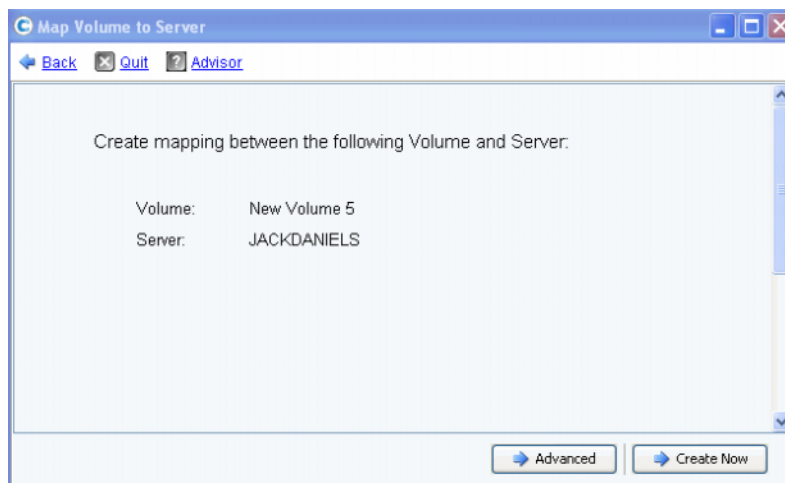 Map Volume to Server
Back Quit ? Advisor
Create mapping between the following Volume and Server:
Volume: New Volume 5
Server: JACKDANIELS
Advanced Create Now